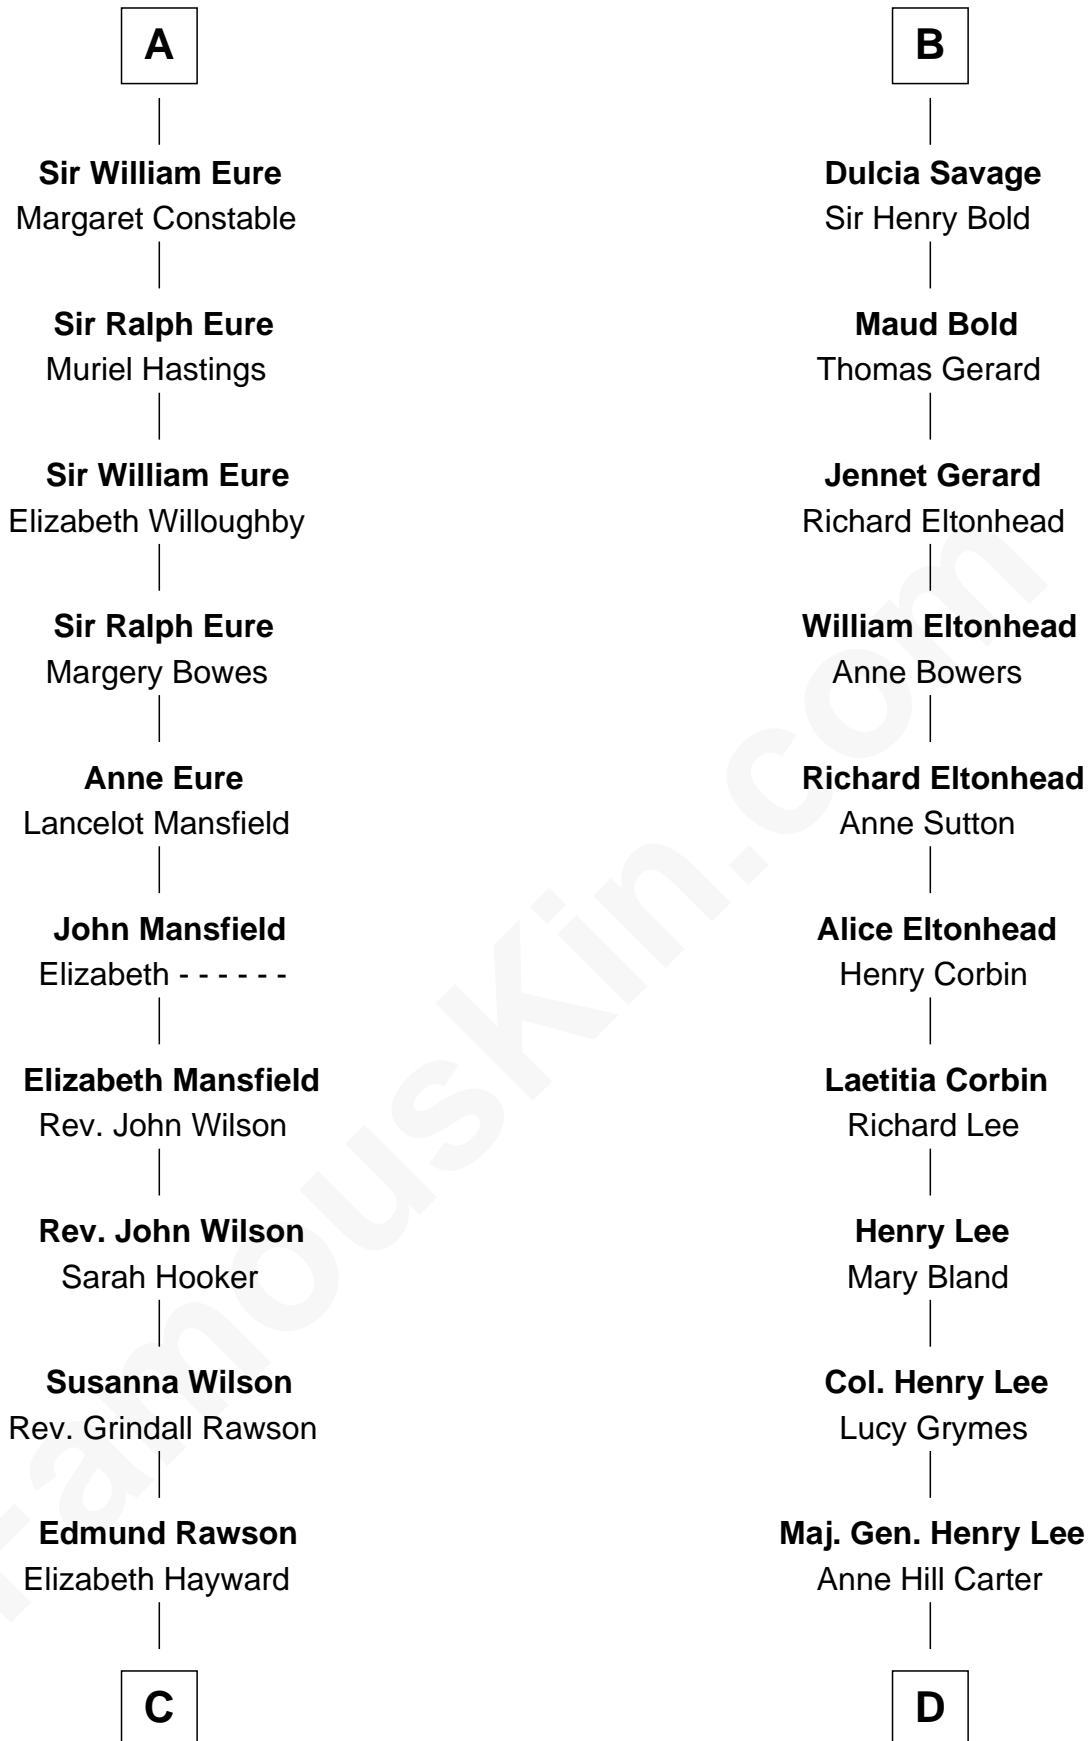 A
Sir William Eure
Margaret Constable
Sir Ralph Eure
Muriel Hastings
Sir William Eure
Elizabeth Willoughby
Sir Ralph Eure
Margery Bowes
Anne Eure
Lancelot Mansfield
John Mansfield
Elizabeth - - - - - -
Elizabeth Mansfield
Rev. John Wilson
Rev. John Wilson
Sarah Hooker
Susanna Wilson
Rev. Grindall Rawson
Edmund Rawson
Elizabeth Hayward
C
B
Dulcia Savage
Sir Henry Bold
Maud Bold
Thomas Gerard
Jennet Gerard
Richard Eltonhead
William Eltonhead
Anne Bowers
Richard Eltonhead
Anne Sutton
Alice Eltonhead
Henry Corbin
Laetitia Corbin
Richard Lee
Henry Lee
Mary Bland
Col. Henry Lee
Lucy Grymes
Maj. Gen. Henry Lee
Anne Hill Carter
D
FamousKin.com